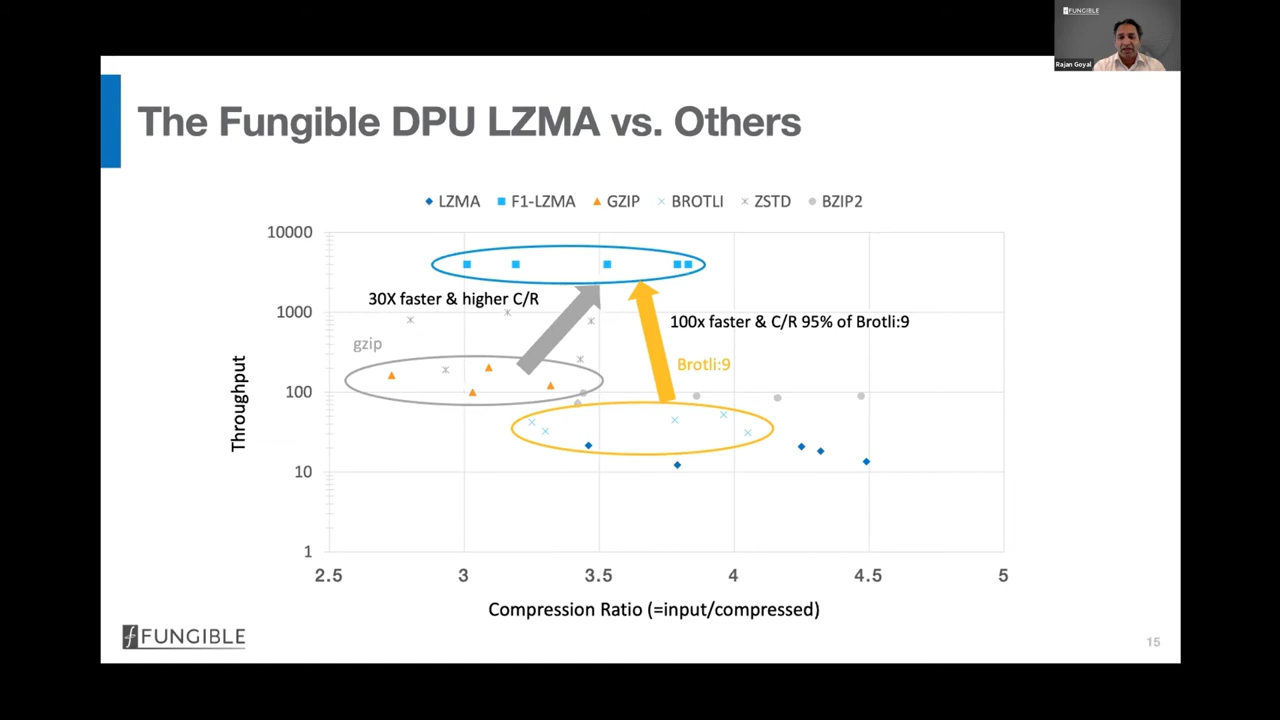 FUNGIBLE
Rajan Goyal
The Fungible DPU LZMA vs. Others
LZMA F1-LZMA GZIP BROTLI ZSTD BZIP2
10000
1000
100
10
1
Throughput
30X faster & higher C/R
gzip
100x faster & C/R 95% of Brotli:9
Brotli:9
2.5 3 3.5 4 4.5 5
Compression Ratio (=input/compressed)
FUNGIBLE
15